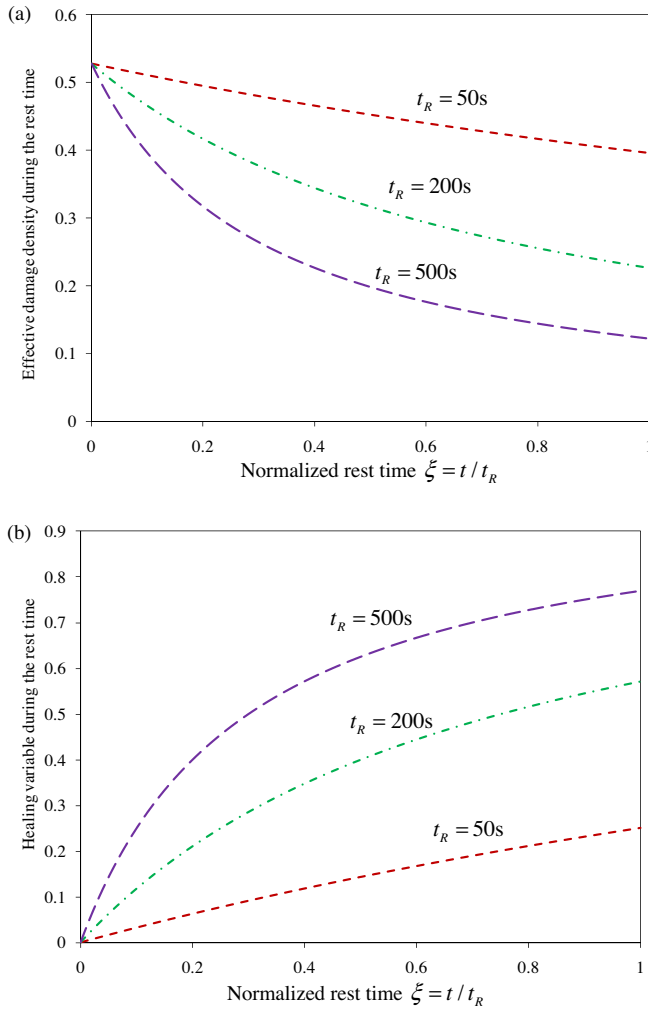 (a)
Effective damage density during the rest time
0.6
0.5
0.4
0.3
0.2
0.1
0
t_R = 50s
t_R = 200s
t_R = 500s
0 0.2 0.4 0.6 0.8 1
Normalized rest time ξ = t / t_R
(b)
Healing variable during the rest time
0.9
0.8
0.7
0.6
0.5
0.4
0.3
0.2
0.1
0
t_R = 500s
t_R = 200s
t_R = 50s
0 0.2 0.4 0.6 0.8 1
Normalized rest time ξ = t / t_R